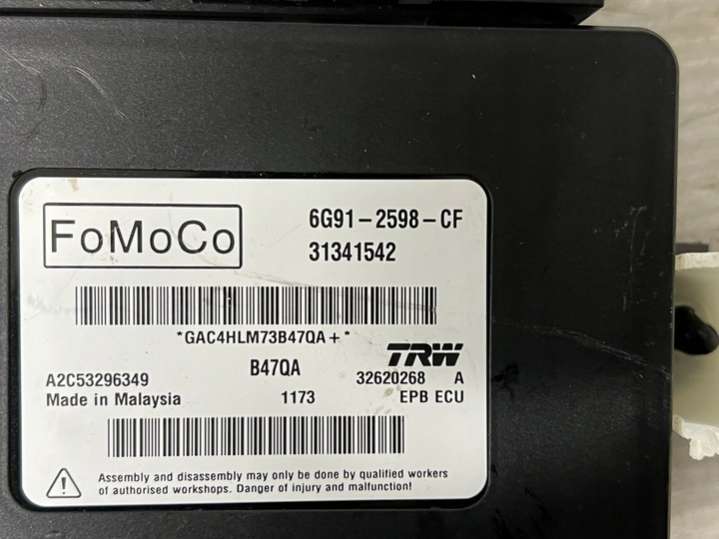 FoMoCo
6G91-2598-CF
31341542
*GAC4HLM73B47QA+*
B47QA
TRW
A2C53296349
32620268 A
Made in Malaysia
1173
EPB ECU
Assembly and disassembly may only be done by qualified workers
of authorised workshops. Danger of injury and malfunction!